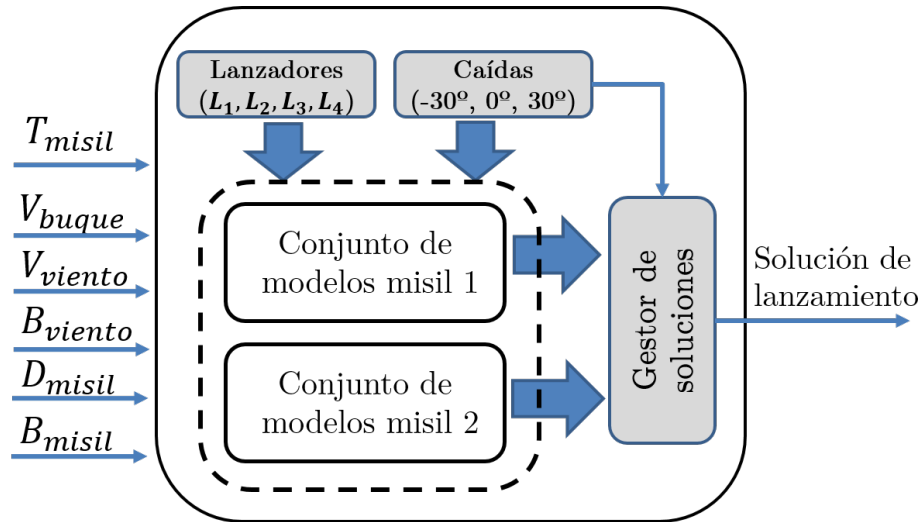 Lanzadores
(L₁, L₂, L₃, L₄)
Caídas
(-30º, 0º, 30º)
T_misil
V_buque
V_viento
B_viento
D_misil
B_misil
Conjunto de
modelos misil 1
Conjunto de
modelos misil 2
Gestor de
soluciones
Solución de
lanzamiento